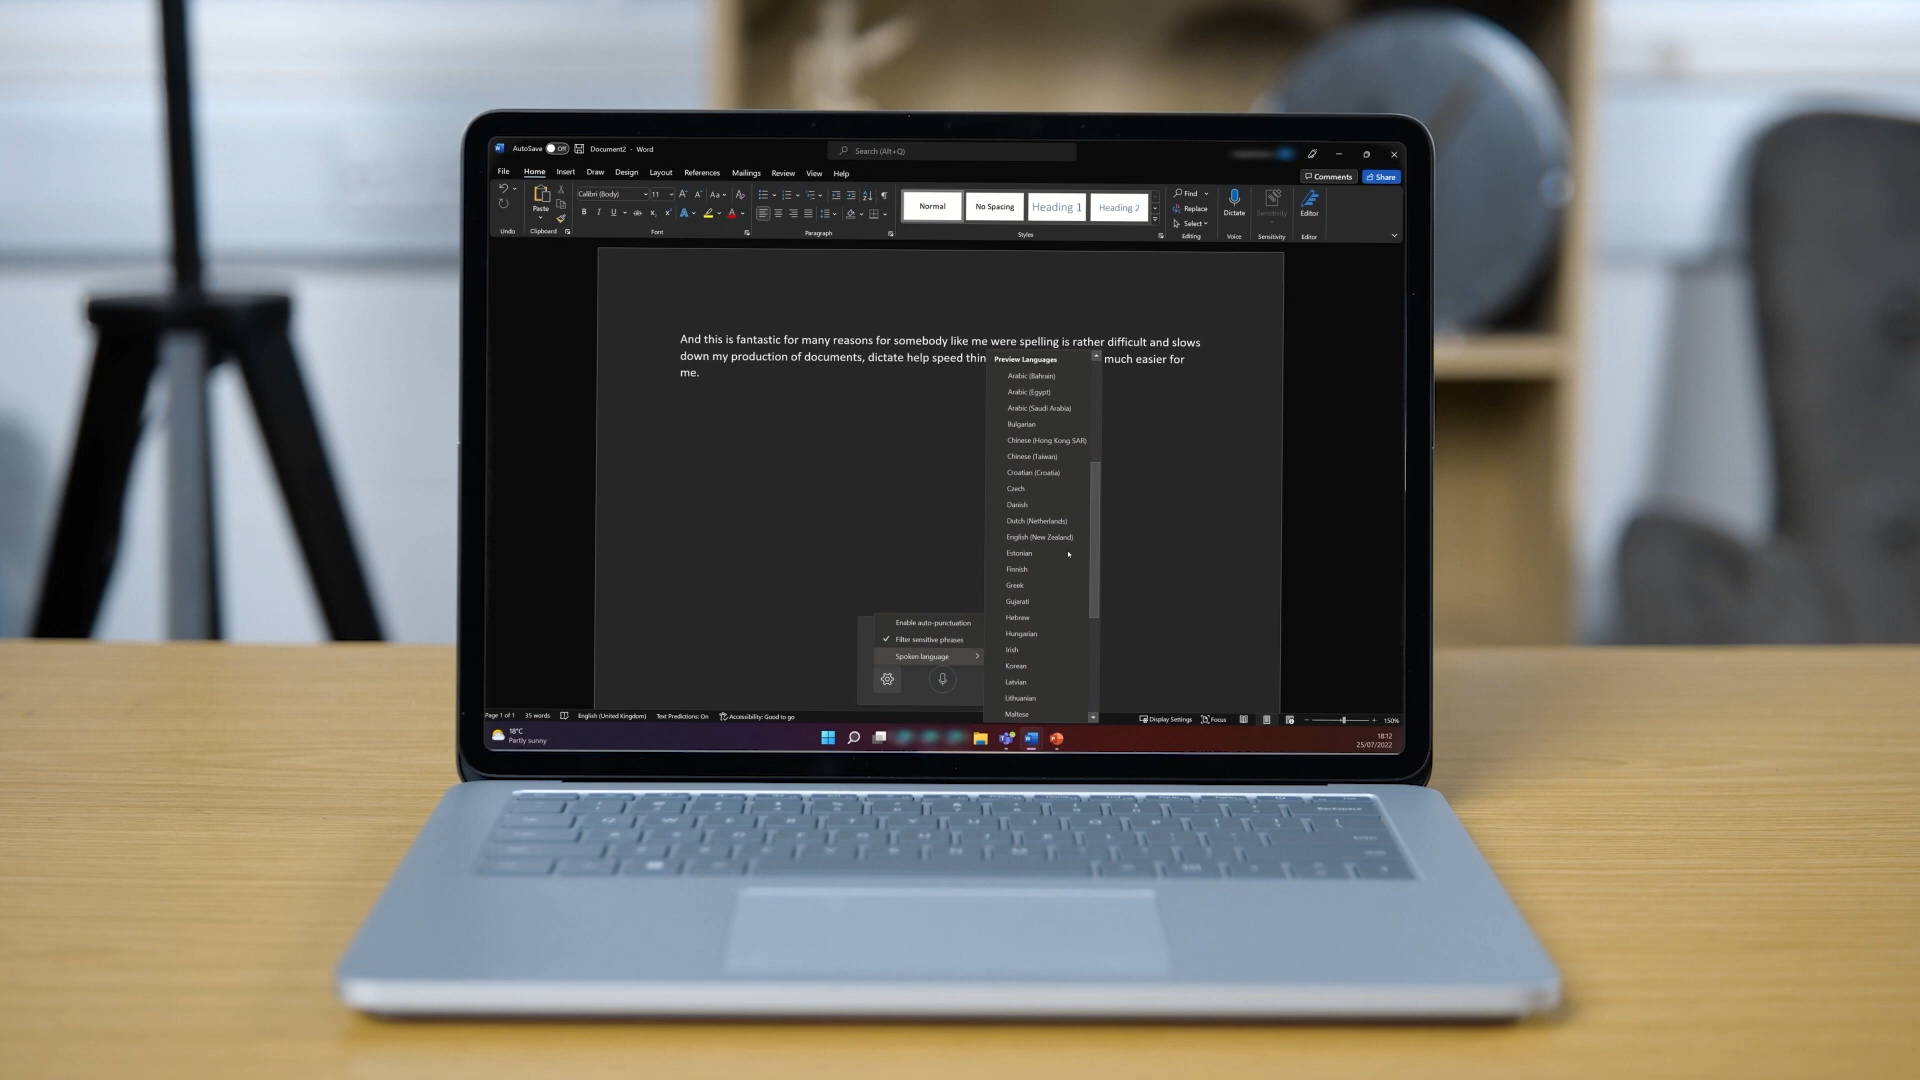 AutoSave Off Document2 - Word Search (Alt+Q)
File Home Insert Draw Design Layout References Mailings Review View Help Comments Share
Paste
Calibri (Body) 11
Aa
B I U ab x₂ x² A A
Normal No Spacing Heading 1 Heading 2
Find
Replace
Select
Dictate Sensitivity Editor
Undo Clipboard Font Paragraph Styles Editing Voice Sensitivity Editor
And this is fantastic for many reasons for somebody like me were spelling is rather difficult and slows
down my production of documents, dictate help speed thin much easier for
me.
Preview Languages
Arabic (Bahrain)
Arabic (Egypt)
Arabic (Saudi Arabia)
Bulgarian
Chinese (Hong Kong SAR)
Chinese (Taiwan)
Croatian (Croatia)
Czech
Danish
Dutch (Netherlands)
English (New Zealand)
Estonian
Finnish
Greek
Gujarati
Hebrew
Hungarian
Irish
Korean
Latvian
Lithuanian
Maltese
Enable auto-punctuation
Filter sensitive phrases
Spoken language
Page 1 of 1 35 words English (United Kingdom) Text Predictions: On Accessibility: Good to go Display Settings Focus 150%
18°C
Partly sunny
18:12
25/07/2022